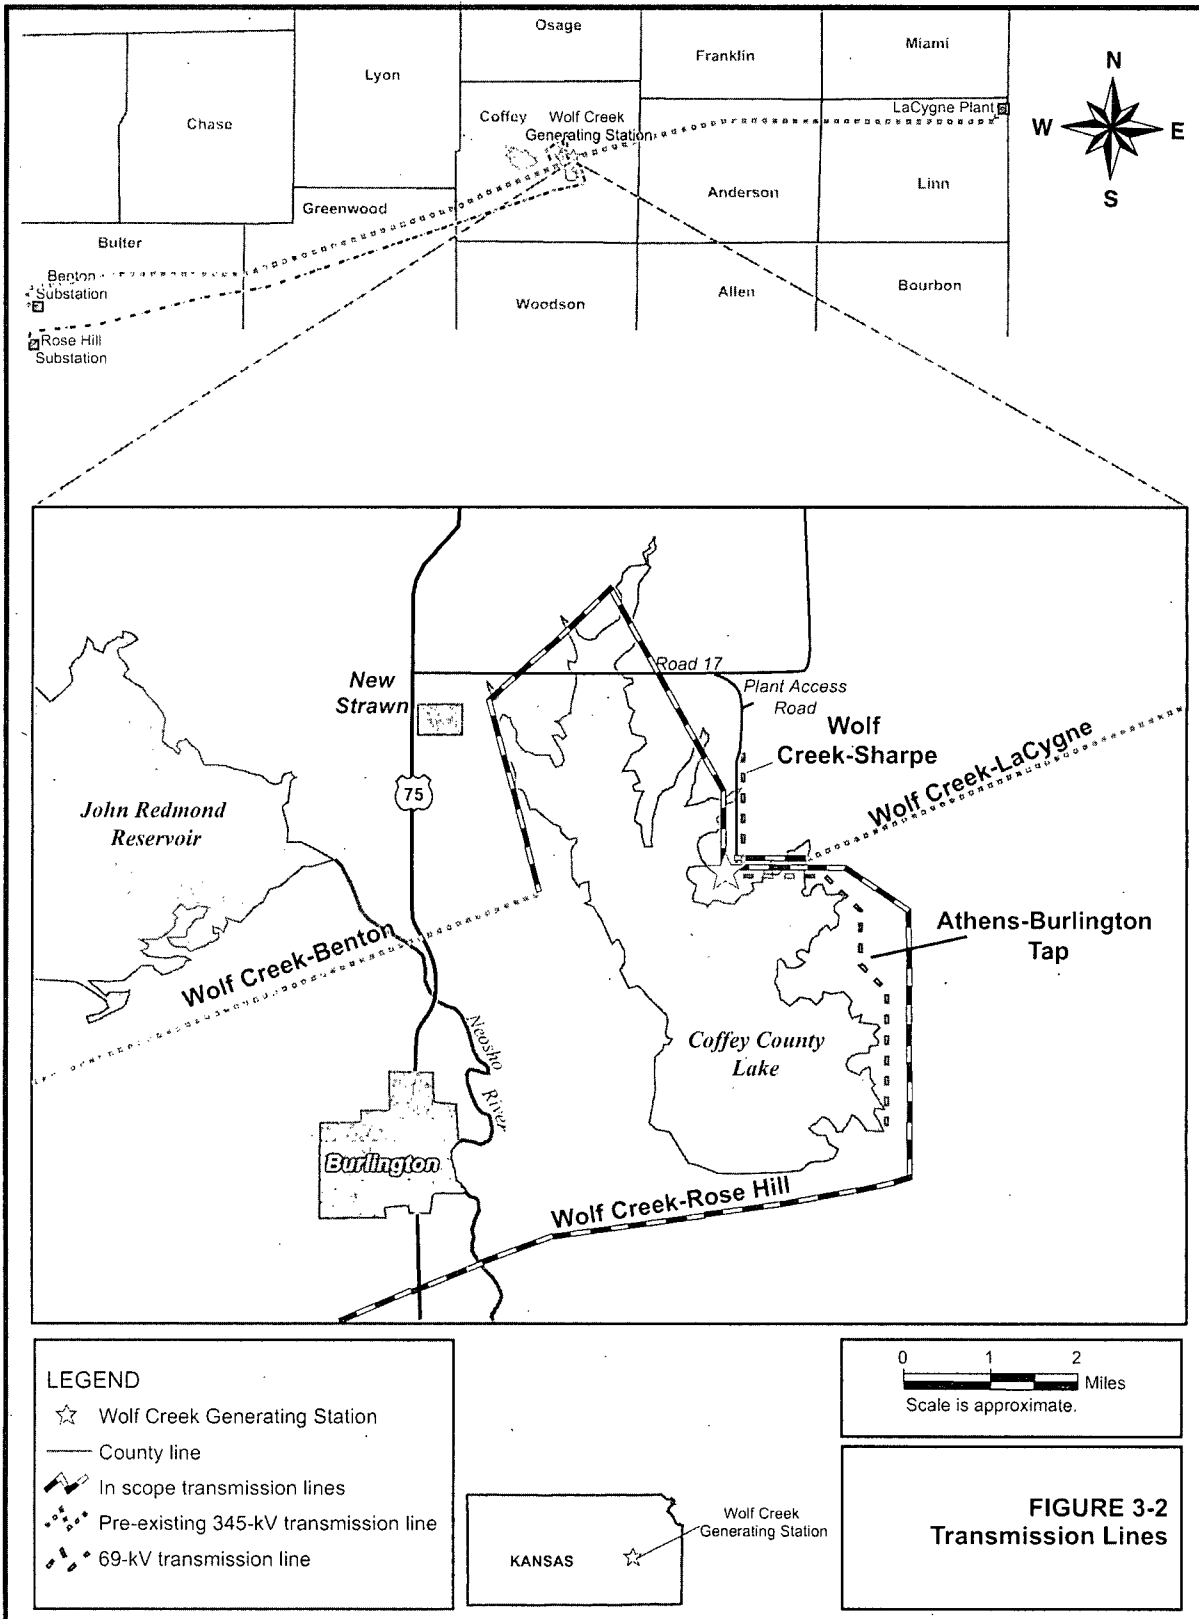 Osage
Franklin
Miami
Lyon
N
Chase
Coffey
Wolf Creek
Generating Station
LaCygne Plant
W
E
S
Anderson
Linn
Greenwood
Butler
Benton
Substation
Woodson
Allen
Bourbon
Rose Hill
Substation
New
Strawn
Road 17
Plant Access
Road
Wolf
Creek-Sharpe
Wolf Creek-LaCygne
75
John Redmond
Reservoir
Athens-Burlington
Tap
Wolf Creek-Benton
Neosho
River
Coffey County
Lake
Burlington
Wolf Creek-Rose Hill
LEGEND
Wolf Creek Generating Station
County line
In scope transmission lines
Pre-existing 345-kV transmission line
69-kV transmission line
0 1 2
Miles
Scale is approximate.
Wolf Creek
Generating Station
KANSAS
FIGURE 3-2
Transmission Lines